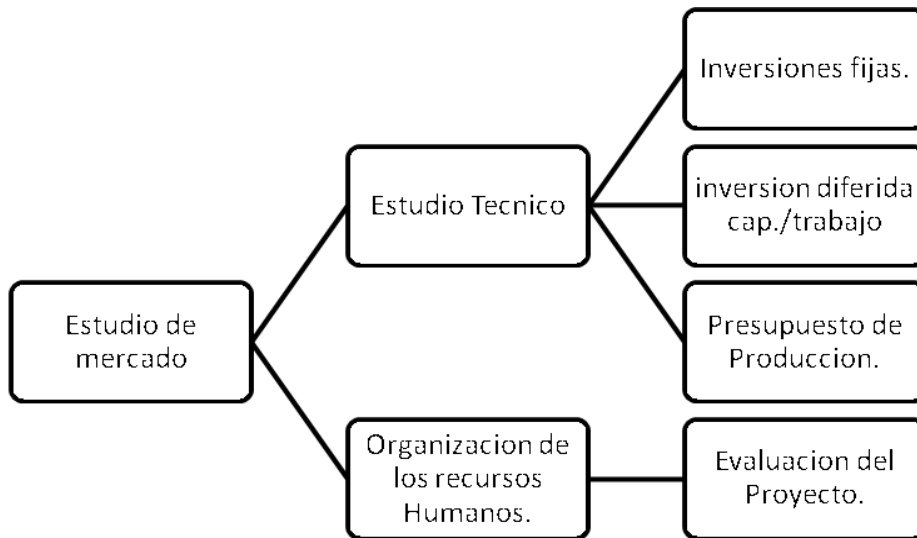 Estudio de
mercado
Estudio Tecnico
Inversiones fijas.
inversion diferida
cap./trabajo
Presupuesto de
Produccion.
Organizacion de
los recursos
Humanos.
Evaluacion del
Proyecto.